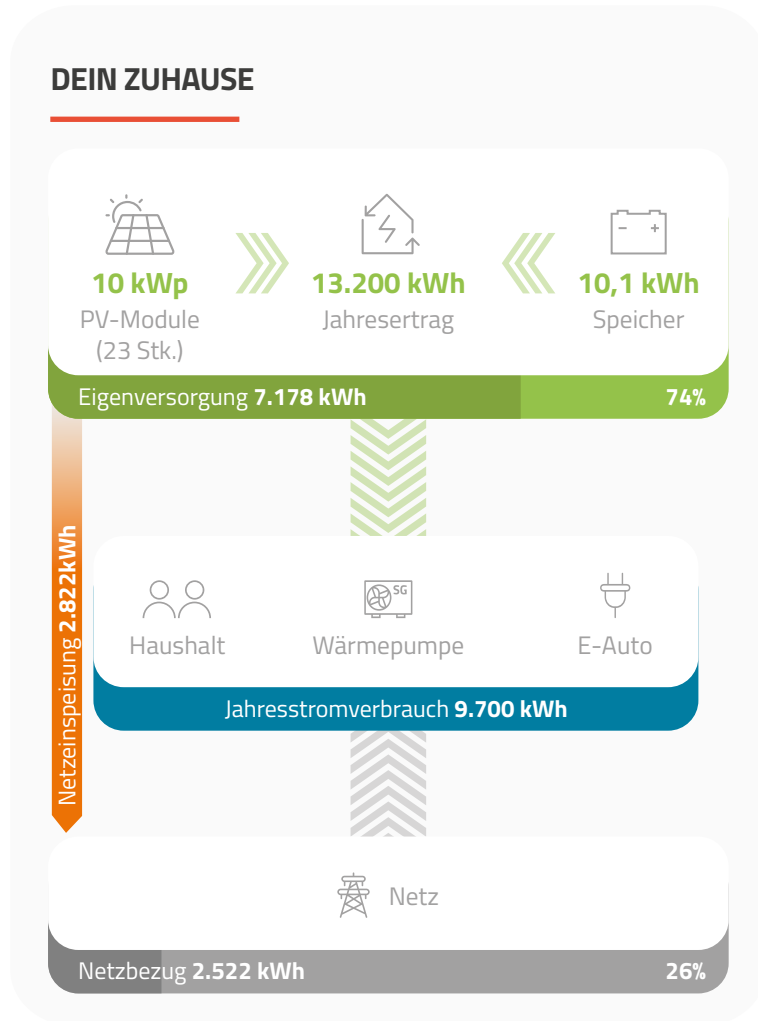 DEIN ZUHAUSE
10 kWp
PV-Module
(23 Stk.)
13.200 kWh
Jahresertrag
10,1 kWh
Speicher
Eigenversorgung 7.178 kWh
74%
Netzeinspeisung 2.822kWh
Haushalt
SG
Wärmepumpe
E-Auto
Jahresstromverbrauch 9.700 kWh
Netz
Netzbezug 2.522 kWh
26%